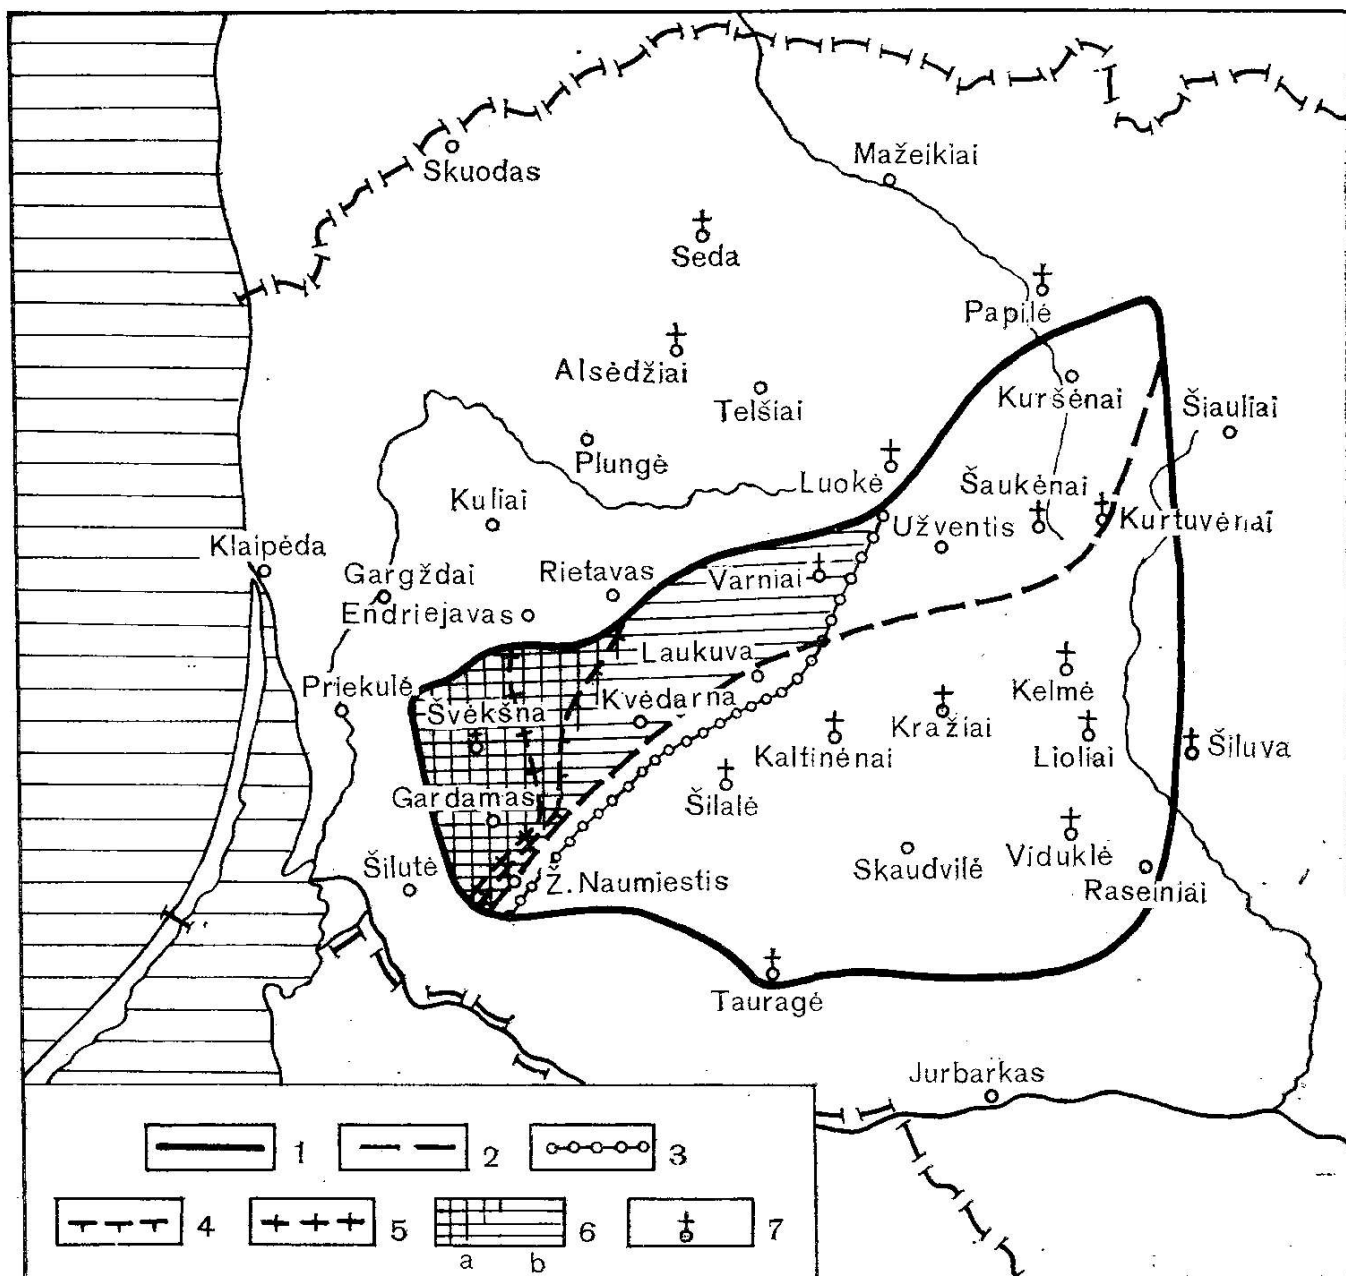 Skuodas
Mažeikiai
Seda
Papilė
Alsėdžiai
Telšiai
Kuršėnai
Šiauliai
Plungė
Luokė
Šaukėnai
Kuliai
Užventis
Kurtuvėnai
Klaipėda
Gargždai
Rietavas
Varniai
Endriejavas
Laukuva
Priekulė
Kvėdarna
Kelmė
Švėkšna
Kražiai
Kaltinėnai
Lioliai
Šiluva
Gardamas
Šilalė
Šilutė
Ž. Naumiestis
Skaudvilė
Viduklė
Raseiniai
Tauragė
Jurbarkas
1 2 3
4 5 6 7
a b